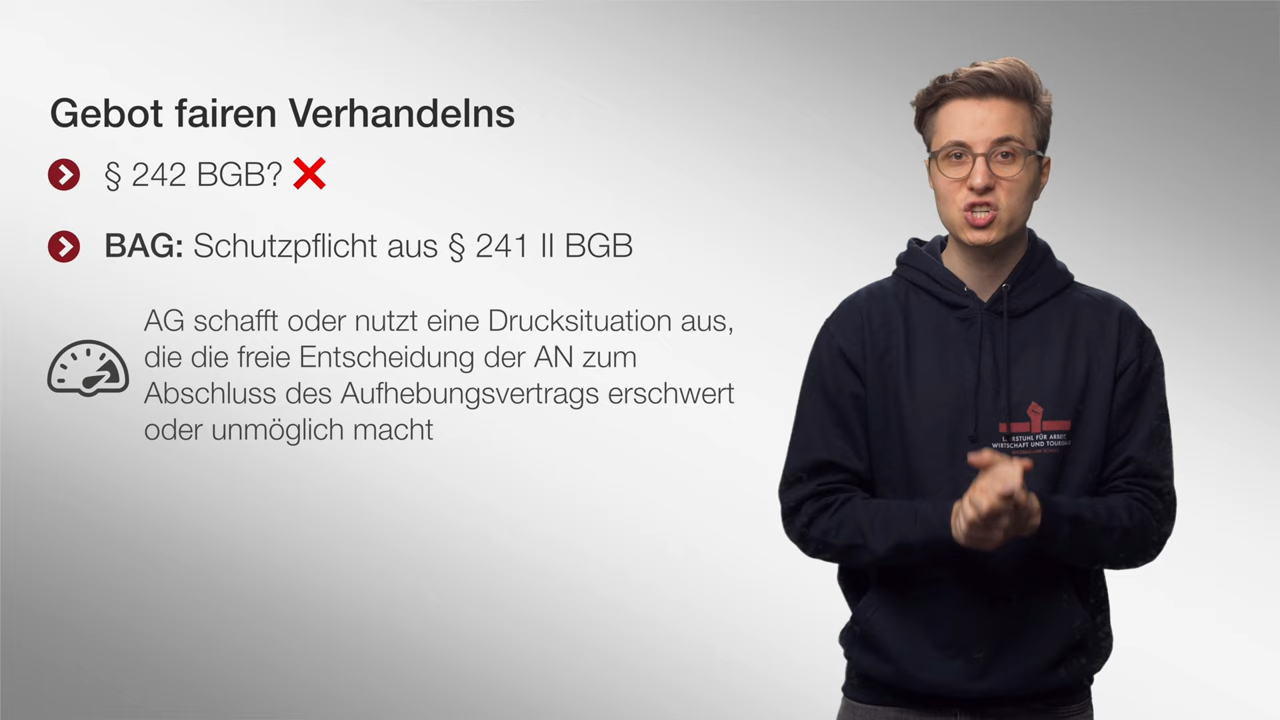 Gebot fairen Verhandelns
§ 242 BGB?
BAG: Schutzpflicht aus § 241 II BGB
AG schafft oder nutzt eine Drucksituation aus,
die die freie Entscheidung der AN zum
Abschluss des Aufhebungsvertrags erschwert
oder unmöglich macht
FÜR
WIRTSCHAFT UND